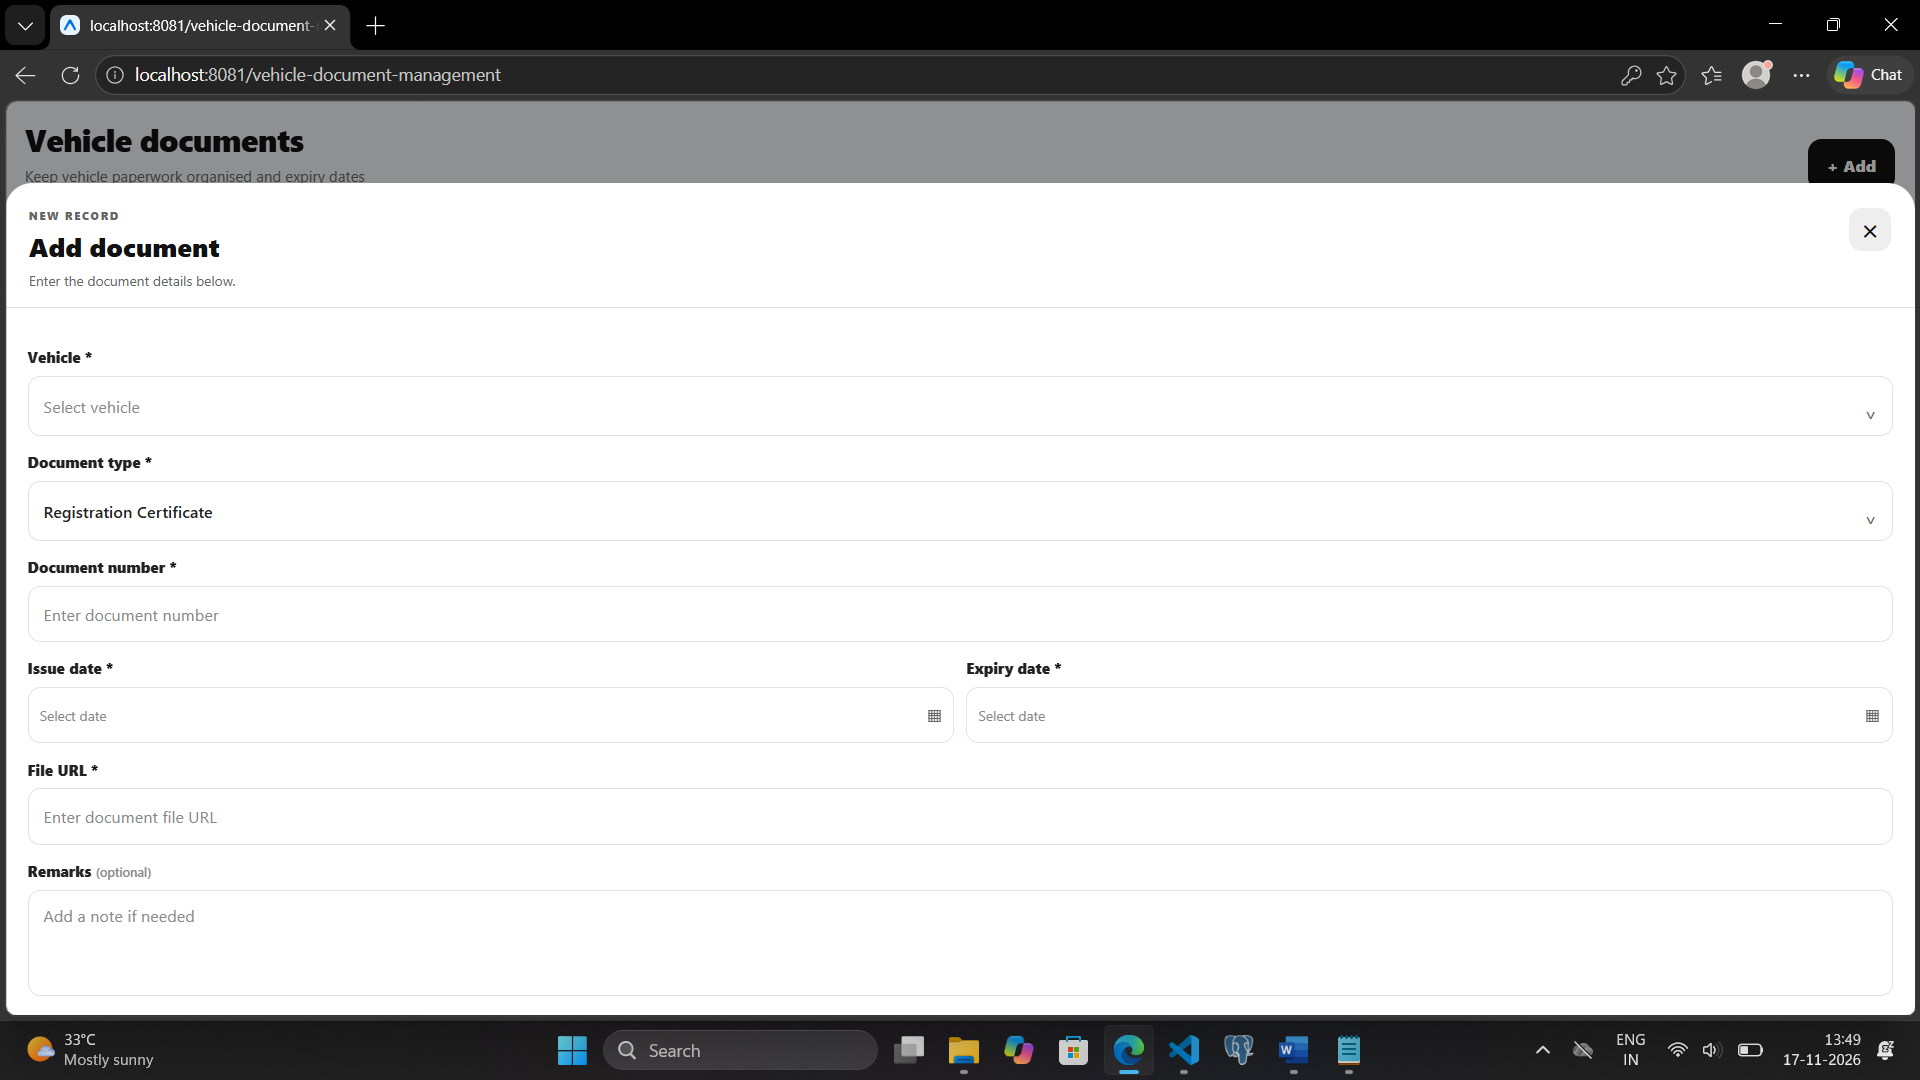 localhost:8081/vehicle-document-
localhost:8081/vehicle-document-management
Chat
Vehicle documents
Keep vehicle paperwork organised and expiry dates
+ Add
NEW RECORD
Add document
Enter the document details below.
Vehicle *
Select vehicle
Document type *
Registration Certificate
Document number *
Enter document number
Issue date *
Expiry date *
Select date
Select date
File URL *
Enter document file URL
Remarks (optional)
Add a note if needed
33°C
Mostly sunny
Search
ENG
IN
13:49
17-11-2026